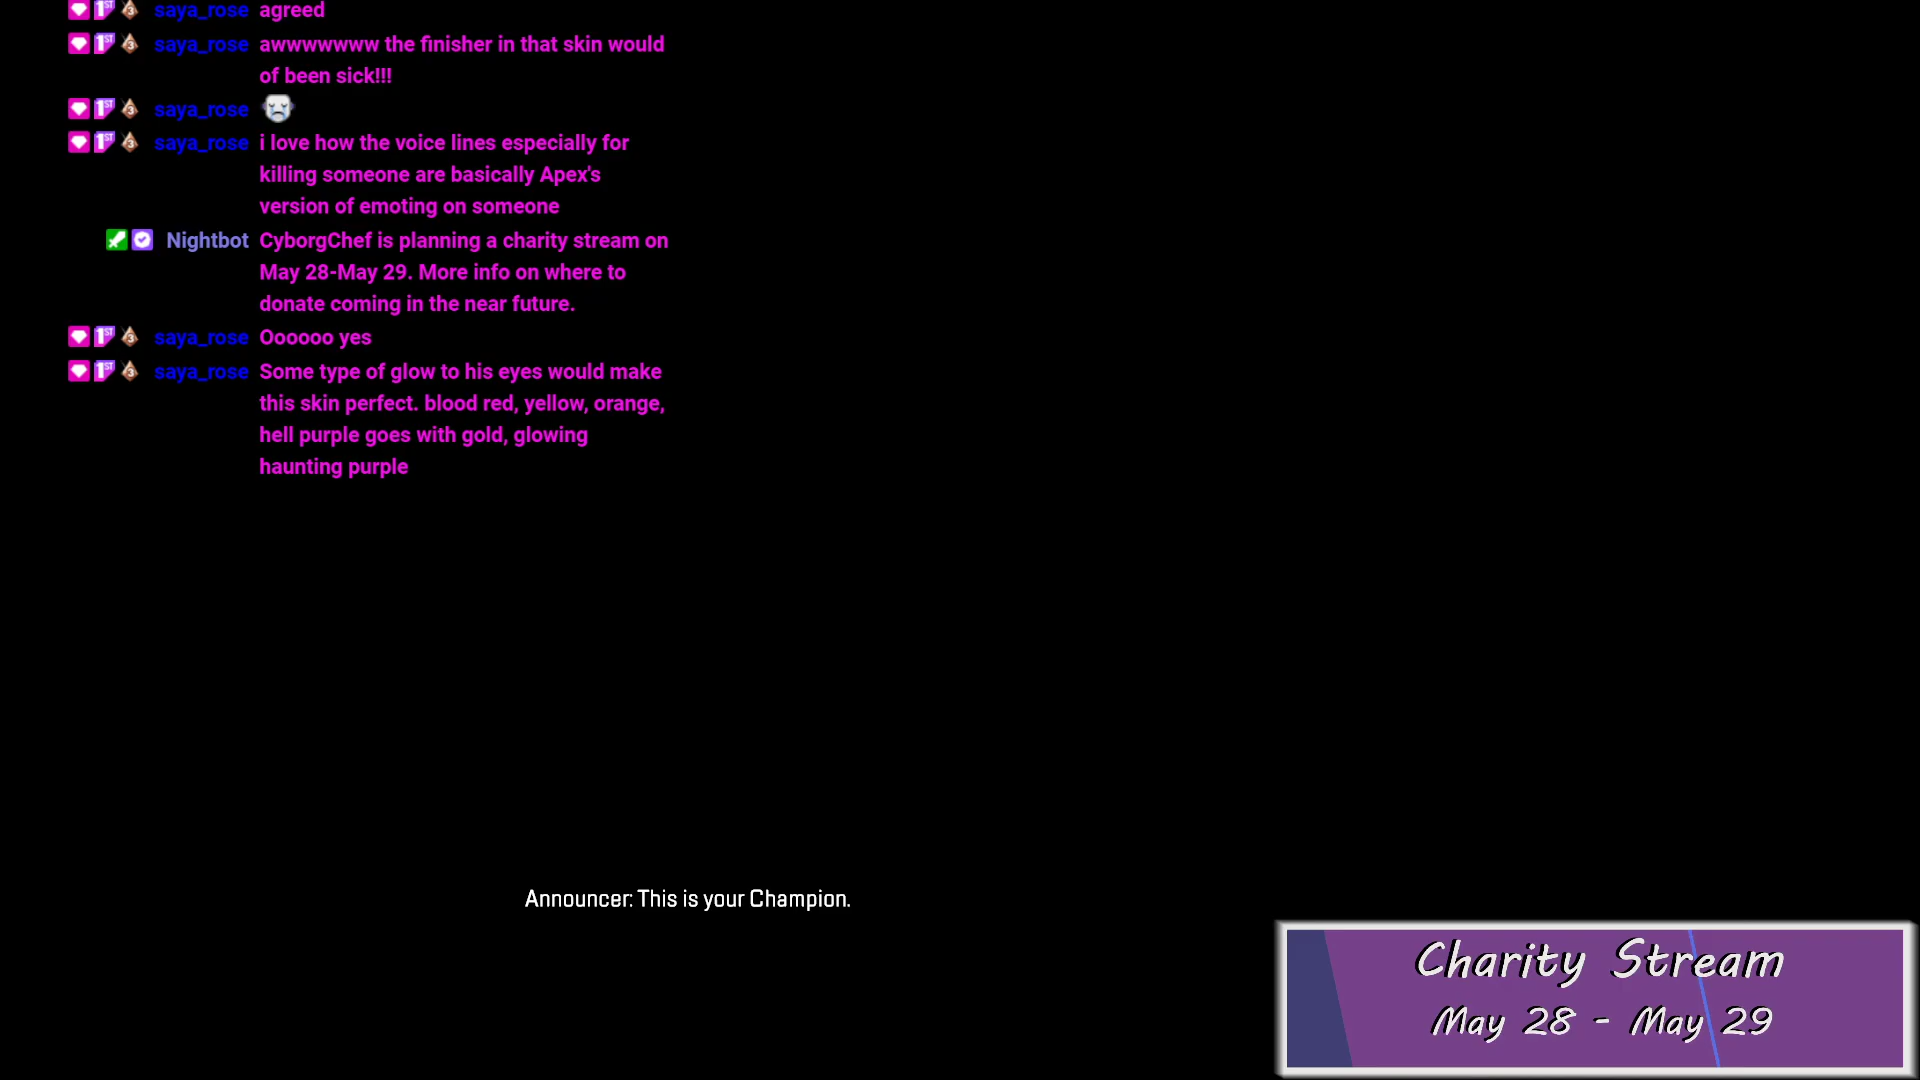 saya_rose agreed
saya_rose awwwwwww the finisher in that skin would
of been sick!!!
saya_rose
saya_rose i love how the voice lines especially for
killing someone are basically Apex's
version of emoting on someone
Nightbot CyborgChef is planning a charity stream on
May 28-May 29. More info on where to
donate coming in the near future.
saya_rose Oooooo yes
saya_rose Some type of glow to his eyes would make
this skin perfect. blood red, yellow, orange,
hell purple goes with gold, glowing
haunting purple
Announcer: This is your Champion.
Charity Stream
May 28 - May 29